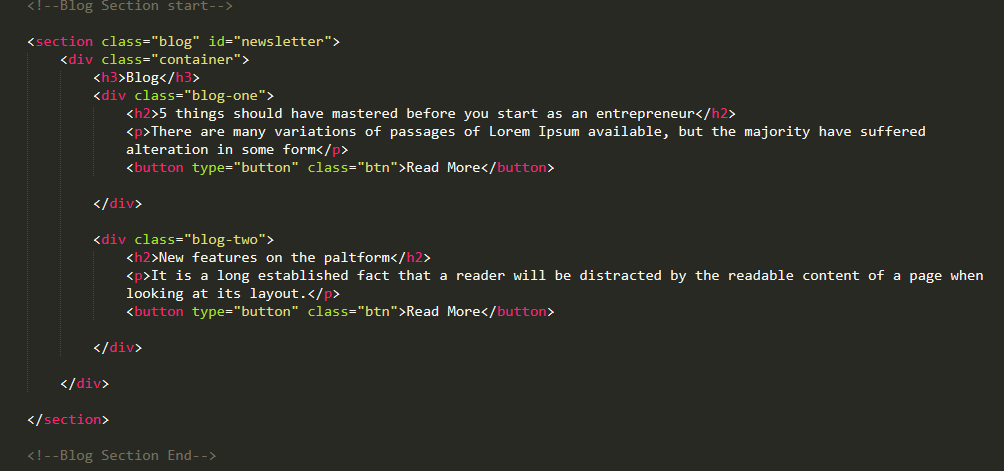 <!--Blog Section start-->
<section class="blog" id="newsletter">
<div class="container">
<h3>Blog</h3>
<div class="blog-one">
<h2>5 things should have mastered before you start as an entrepreneur</h2>
<p>There are many variations of passages of Lorem Ipsum available, but the majority have suffered
alteration in some form</p>
<button type="button" class="btn">Read More</button>
</div>
<div class="blog-two">
<h2>New features on the paltform</h2>
<p>It is a long established fact that a reader will be distracted by the readable content of a page when
looking at its layout.</p>
<button type="button" class="btn">Read More</button>
</div>
</div>
</section>
<!--Blog Section End-->